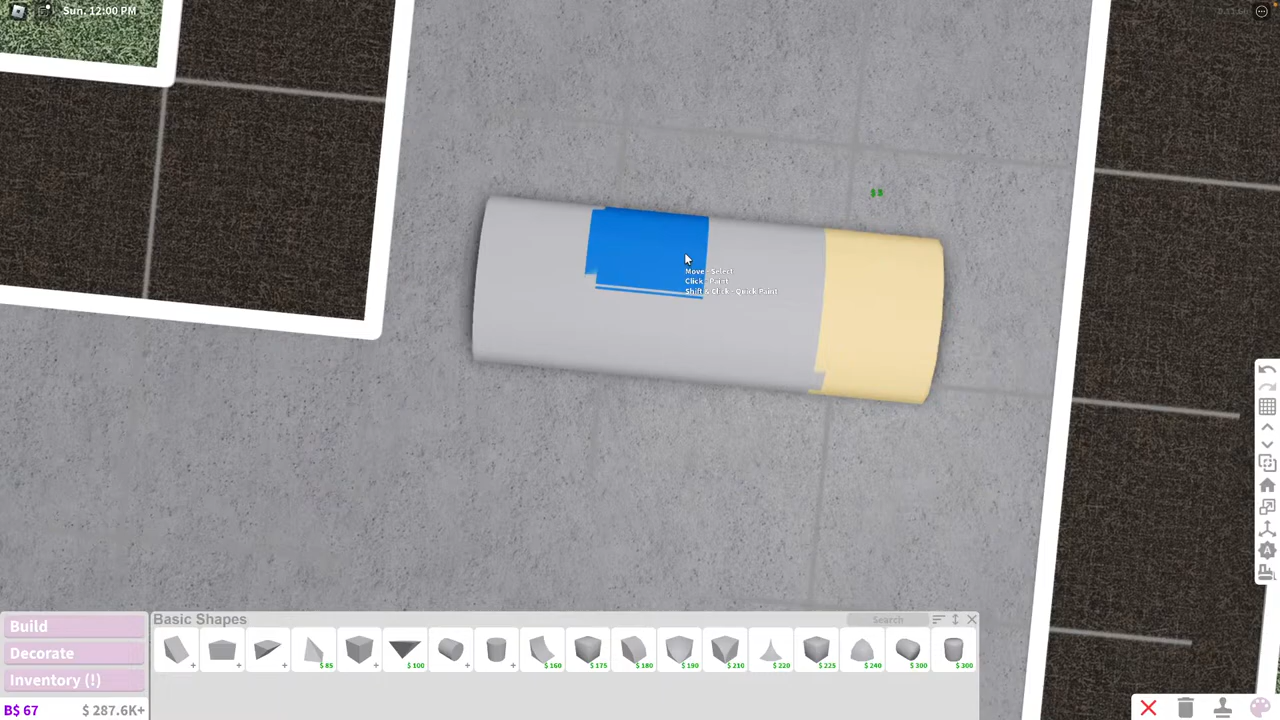 Sun. 12:00 PM
$3
Move - Select
Click - Paint
Shift & Click - Quick Paint
Build
Decorate
Inventory (!)
B$ 67 $ 287.6K+
Basic Shapes
Search
+ + + $ 85 + $ 100 + + $ 160 $ 175 $ 180 $ 190 $ 210 $ 220 $ 225 $ 240 $ 300 $ 300
A